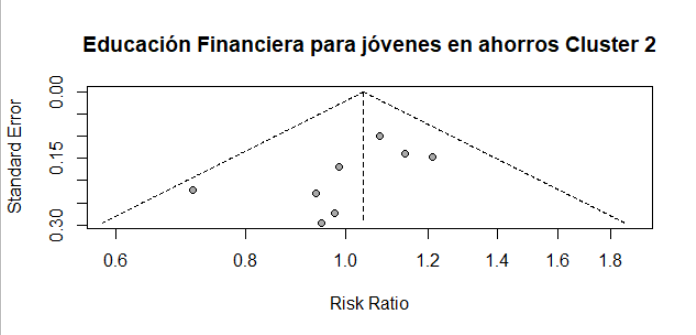 Educación Financiera para jóvenes en ahorros Cluster 2
Standard Error
0.00
0.15
0.30
0.6 0.8 1.0 1.2 1.4 1.6 1.8
Risk Ratio